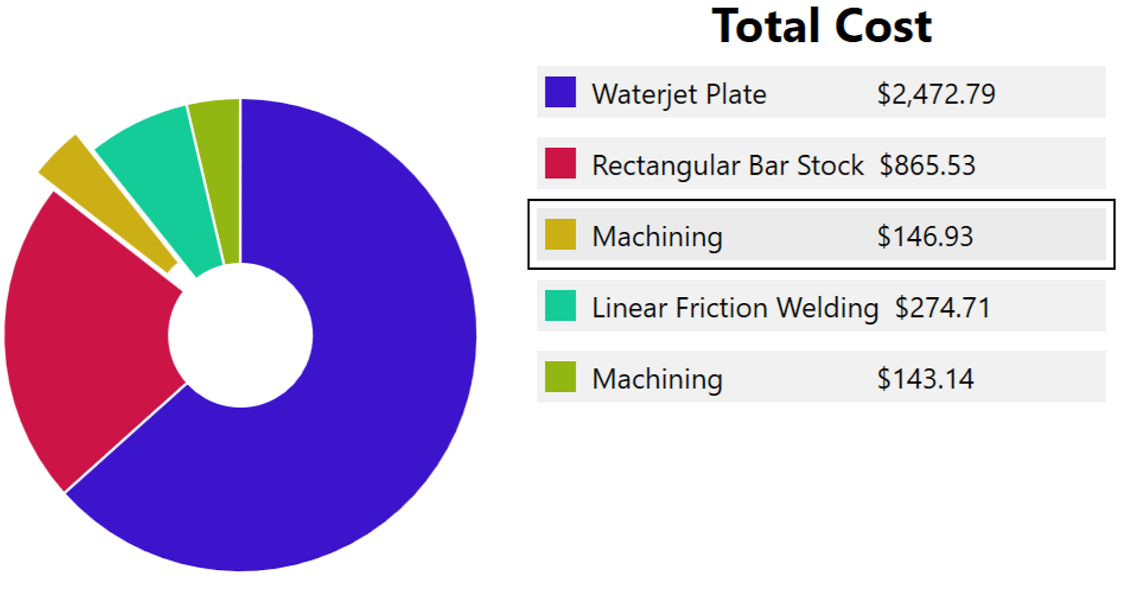 Total Cost
Waterjet Plate $2,472.79
Rectangular Bar Stock $865.53
Machining $146.93
Linear Friction Welding $274.71
Machining $143.14